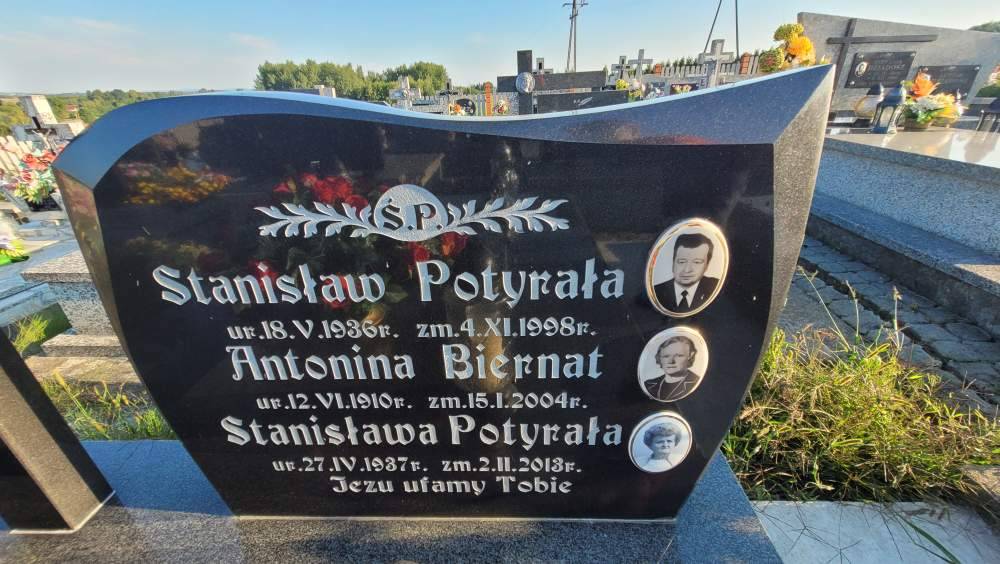 Ś.P.
Stanisław Potyrała
ur.18.V.1936r. zm.4.XI.1998r.
Antonina Biernat
ur.12.VI.1910r. zm.15.I.2004r.
Stanisława Potyrała
ur.27.IV.1937r. zm.2.II.2013r.
Jezu ufamy Tobie